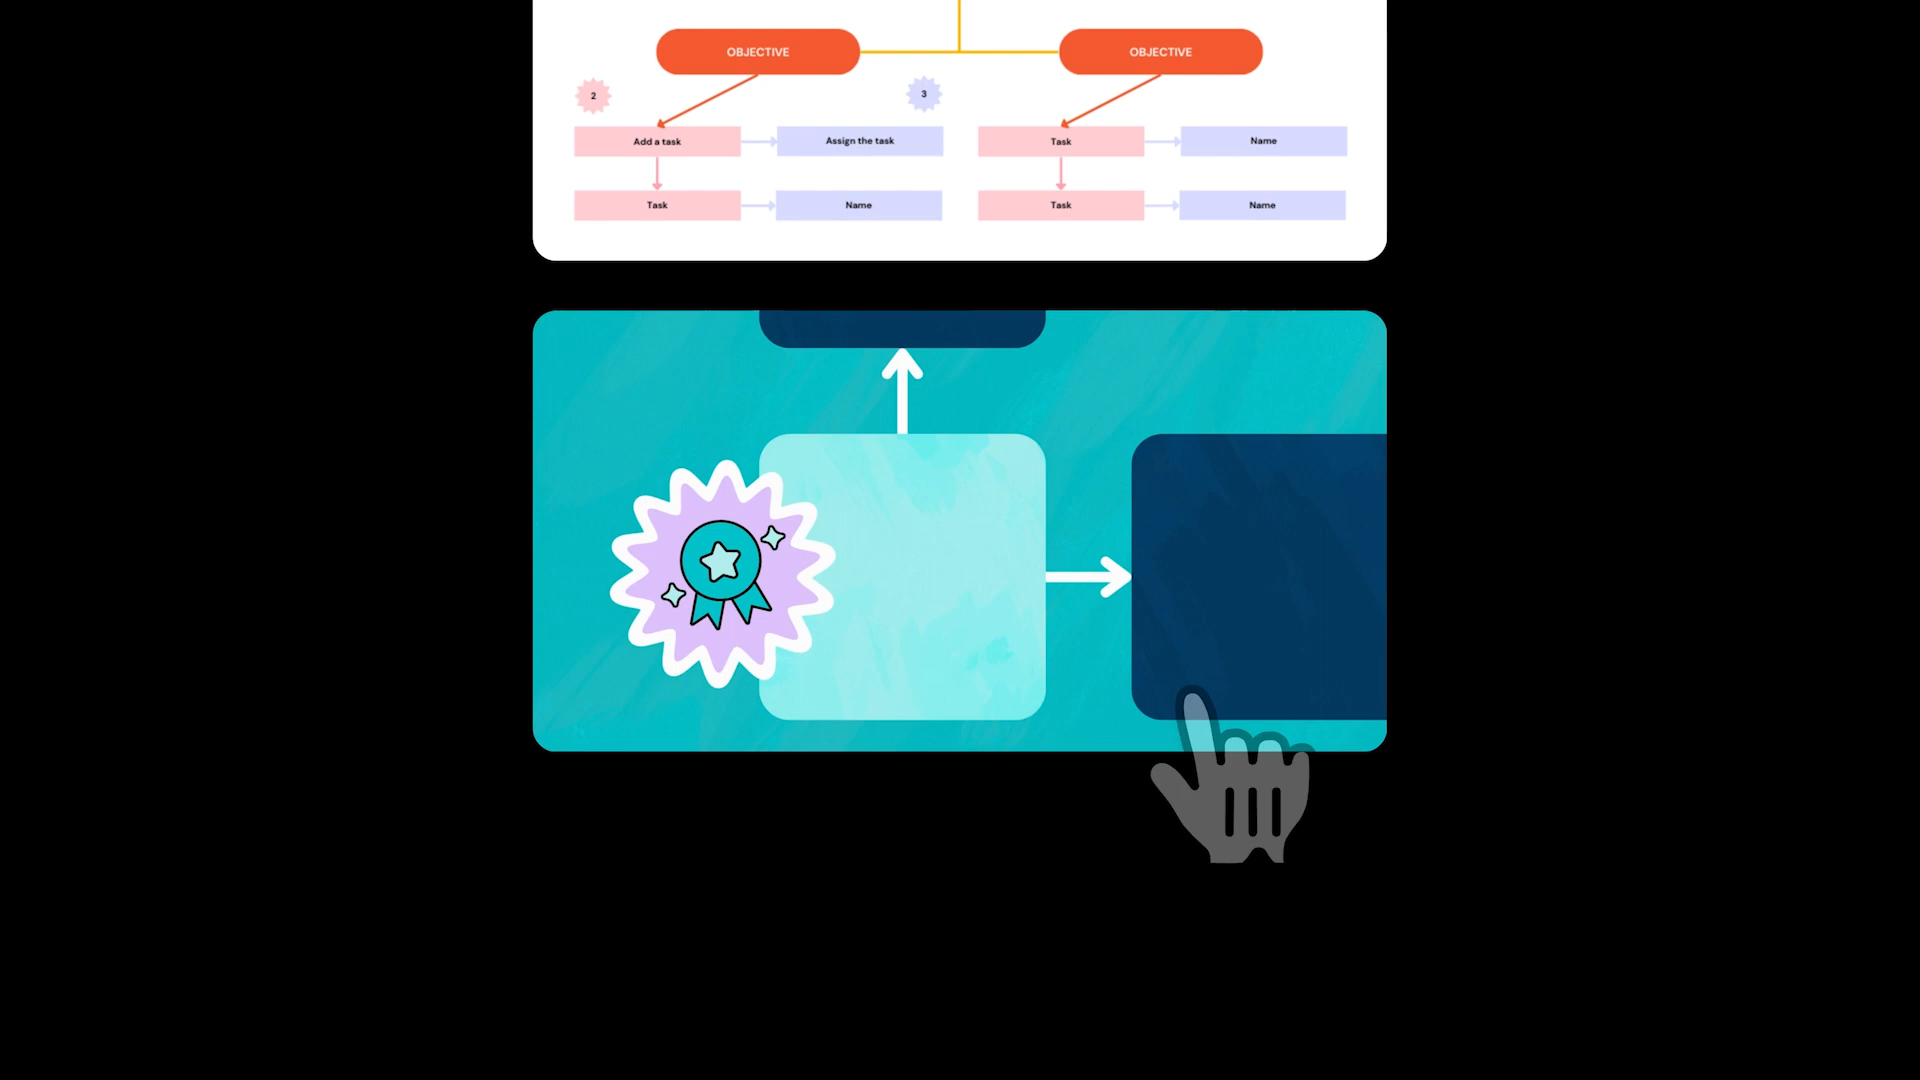 OBJECTIVE OBJECTIVE
2 3
Add a task Assign the task Task Name
Task Name Task Name